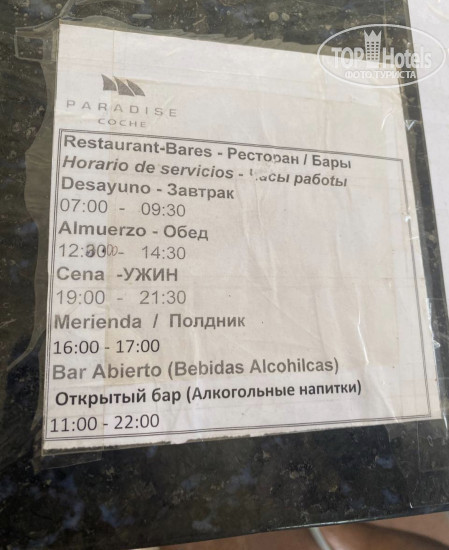 TOP Hotels
ФОТО ТУРИСТА
PARADISE
COCHE
Restaurant-Bares - Ресторан / Бары
Horario de servicios - Часы работы
Desayuno - Завтрак
07:00 - 09:30
Almuerzo - Обед
- 14:30
Cena -УЖИН
19:00 - 21:30
Merienda / Полдник
16:00 - 17:00
Bar Abierto (Bebidas Alcohilcas)
Открытый бар (Алкогольные напитки)
11:00 - 22:00